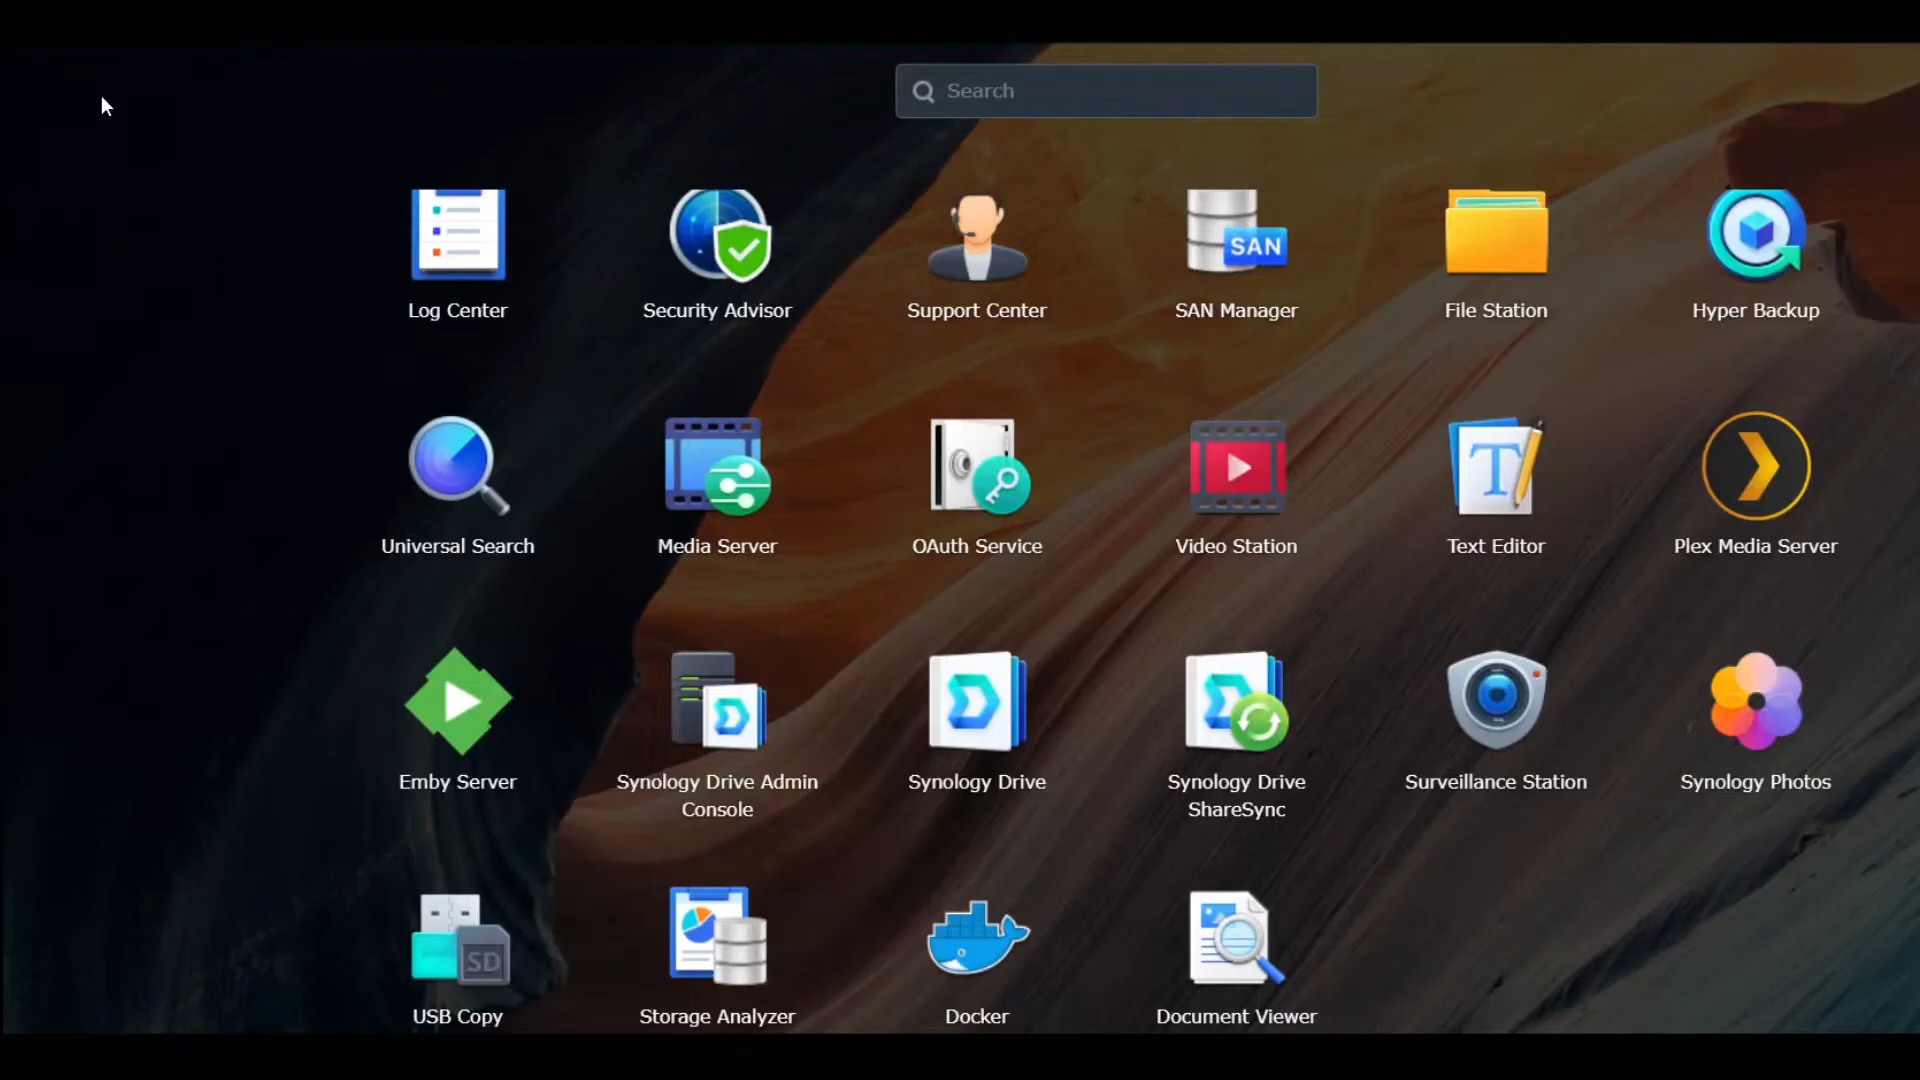 Search
Log Center
Security Advisor
Support Center
SAN
SAN Manager
File Station
Hyper Backup
Universal Search
Media Server
OAuth Service
Video Station
T
Text Editor
Plex Media Server
Emby Server
Synology Drive Admin
Console
Synology Drive
Synology Drive
ShareSync
Surveillance Station
Synology Photos
SD
USB Copy
Storage Analyzer
Docker
Document Viewer